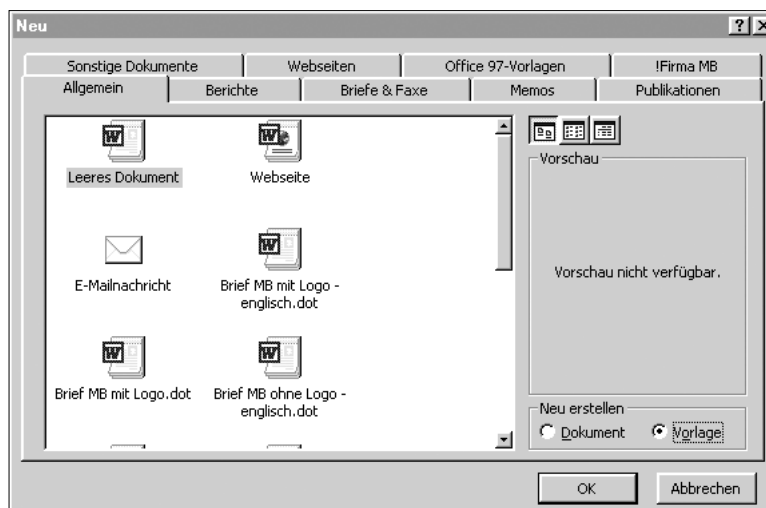 Neu
Sonstige Dokumente Webseiten Office 97-Vorlagen !Firma MB
Allgemein Berichte Briefe & Faxe Memos Publikationen
Leeres Dokument Webseite
E-Mailnachricht Brief MB mit Logo -
englisch.dot
Brief MB mit Logo.dot Brief MB ohne Logo -
englisch.dot
Vorschau
Vorschau nicht verfügbar.
Neu erstellen
Dokument Vorlage
OK Abbrechen